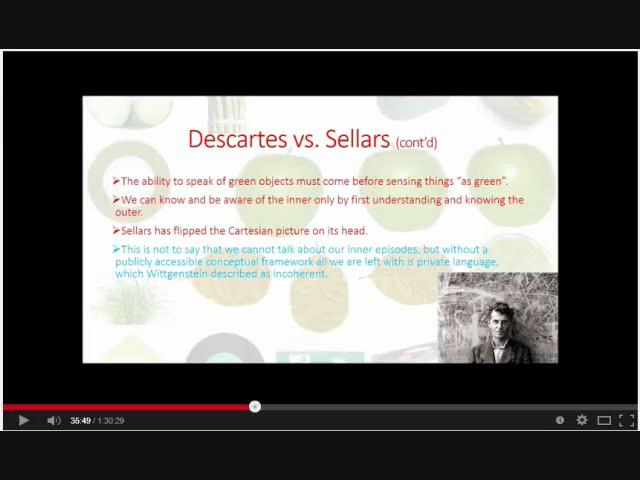 Descartes vs. Sellars (cont'd)
➢The ability to speak of green objects must come before sensing things “as green”.
➢We can know and be aware of the inner only by first understanding and knowing the
outer.
➢Sellars has flipped the Cartesian picture on its head.
➢This is not to say that we cannot talk about our inner episodes, but without a
publicly accessible conceptual framework all we are left with is private language,
which Wittgenstein described as incoherent.
35:49 / 1:30:29